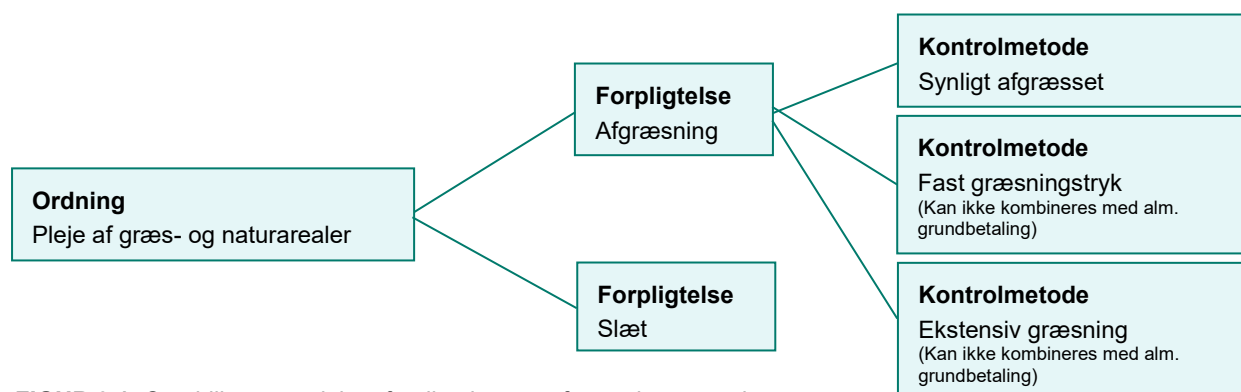 Ordning
Pleje af græs- og naturarealer
Forpligtelse
Afgræsning
Forpligtelse
Slæt
Kontrolmetode
Synligt afgræsset
Kontrolmetode
Fast græsningstryk
(Kan ikke kombineres med alm.
grundbetaling)
Kontrolmetode
Ekstensiv græsning
(Kan ikke kombineres med alm.
grundbetaling)